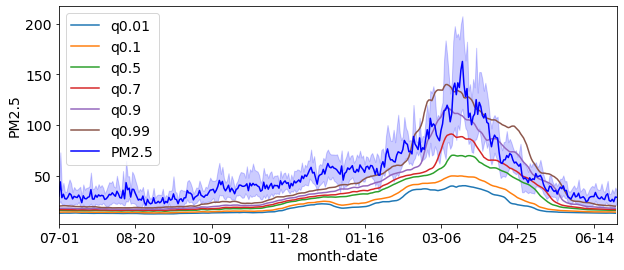 200
150
100
50
PM2.5
q0.01
q0.1
q0.5
q0.7
q0.9
q0.99
PM2.5
07-01 08-20 10-09 11-28 01-16 03-06 04-25 06-14
month-date